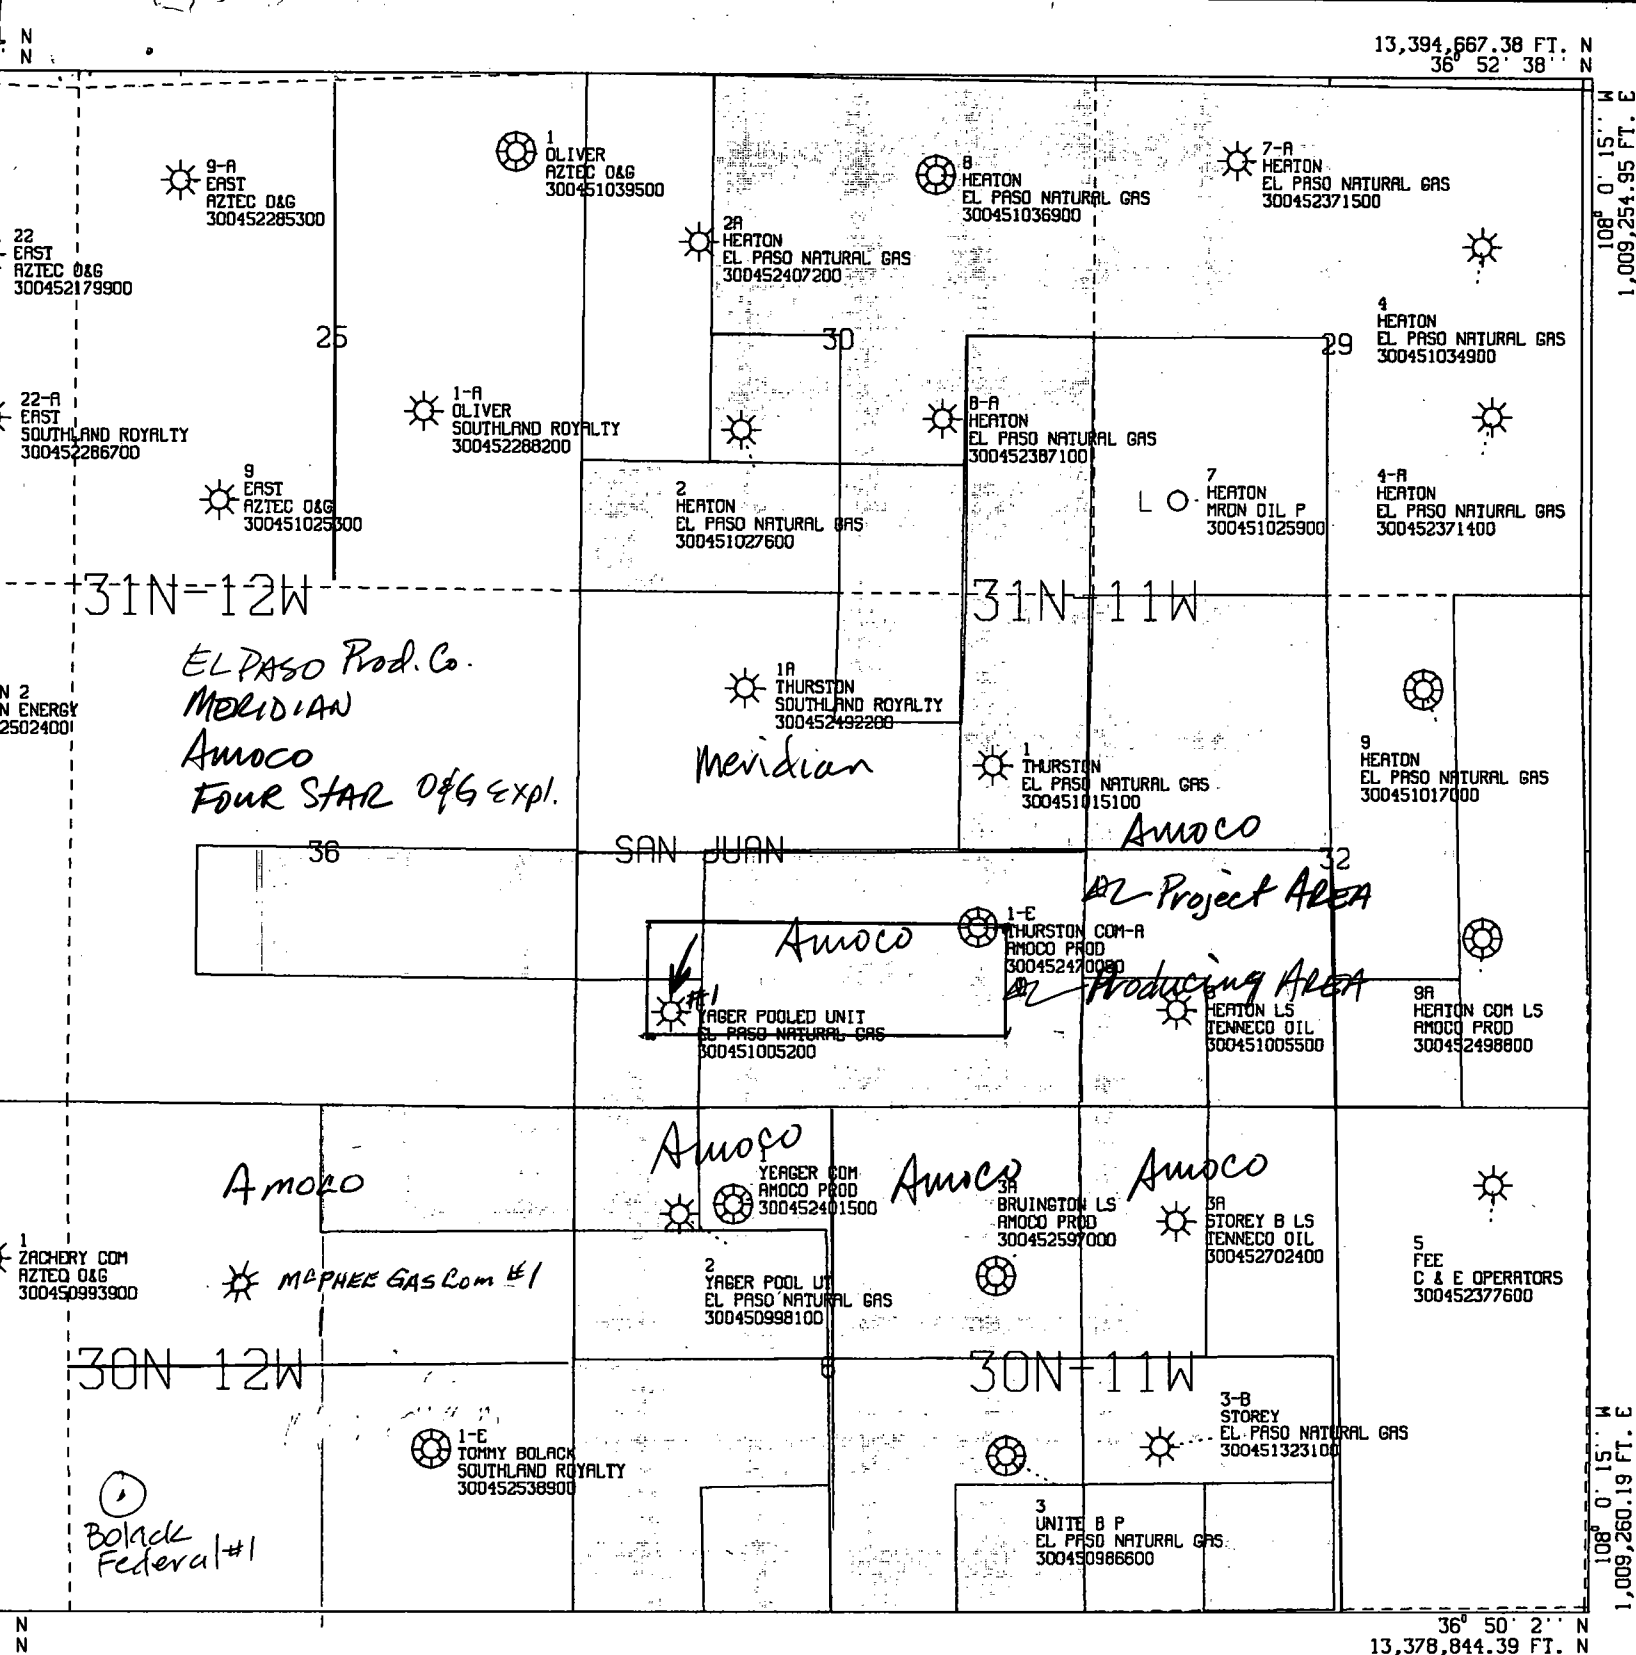 N
N
13,394,667.38 FT. N
36° 52' 38'' N
108° 0' 15'' W
1,009,254.95 FT. E
9-A
EAST
AZTEC O&G
300452285300
1
OLIVER
AZTEC O&G
300451039500
8
HEATON
EL PASO NATURAL GAS
300451036900
7-A
HEATON
EL PASO NATURAL GAS
300452371500
22
EAST
AZTEC O&G
300452179900
2A
HEATON
EL PASO NATURAL GAS
300452407200
4
HEATON
EL PASO NATURAL GAS
300451034900
25
30
29
22-A
EAST
SOUTHLAND ROYALTY
300452286700
1-A
OLIVER
SOUTHLAND ROYALTY
300452288200
8-A
HEATON
EL PASO NATURAL GAS
300452387100
9
EAST
AZTEC O&G
300451025300
2
HEATON
EL PASO NATURAL GAS
300451027600
L
7
HEATON
MRDN OIL P
300451025900
4-A
HEATON
EL PASO NATURAL GAS
300452371400
31N-12W
31N-11W
EL PASO Prod. Co.
MERIDIAN
Amoco
FOUR STAR O&G Expl.
N 2
N ENERGY
2502400
1A
THURSTON
SOUTHLAND ROYALTY
300452492200
Meridian
1
THURSTON
EL PASO NATURAL GAS
300451015100
9
HEATON
EL PASO NATURAL GAS
300451017000
Amoco
36
SAN JUAN
32
Project AREA
1-E
THURSTON COM-A
AMOCO PROD
Amoco
Producing AREA
#1
YAGER POOLED UNIT
EL PASO NATURAL GAS
300451005200
HEATON LS
TENNECO OIL
300451005500
9A
HEATON COM LS
AMOCO PROD
300452498800
Amoco
Amoco
Amoco
Amoco
1
YEAGER COM
AMOCO PROD
300452401500
3A
BRUINGTON LS
AMOCO PROD
300452597000
3A
STOREY B LS
TENNECO OIL
300452702400
1
ZACHERY COM
AZTEC O&G
300450993900
McPHEE GAS Com #1
2
YAGER POOL UT
EL PASO NATURAL GAS
300450998100
5
FEE
C & E OPERATORS
300452377600
30N-12W
6
30N-11W
1-E
TOMMY BOLACK
SOUTHLAND ROYALTY
300452538900
3-B
STOREY
EL PASO NATURAL GAS
300451323100
Bolack
Federal #1
3
UNITE B P
EL PASO NATURAL GAS
300450986600
108° 0' 15'' W
1,009,260.19 FT. E
N
N
36° 50' 2'' N
13,378,844.39 FT. N